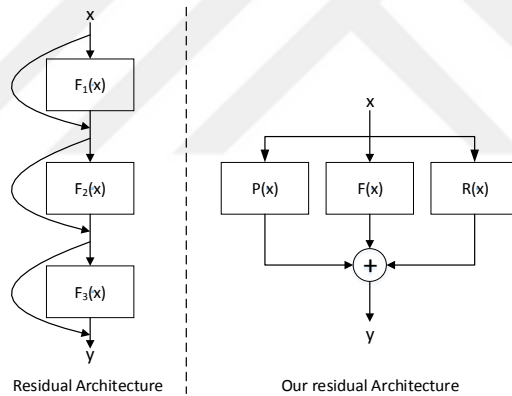 x
F₁(x)
F₂(x)
F₃(x)
y
Residual Architecture
x
P(x)
F(x)
R(x)
+
y
Our residual Architecture